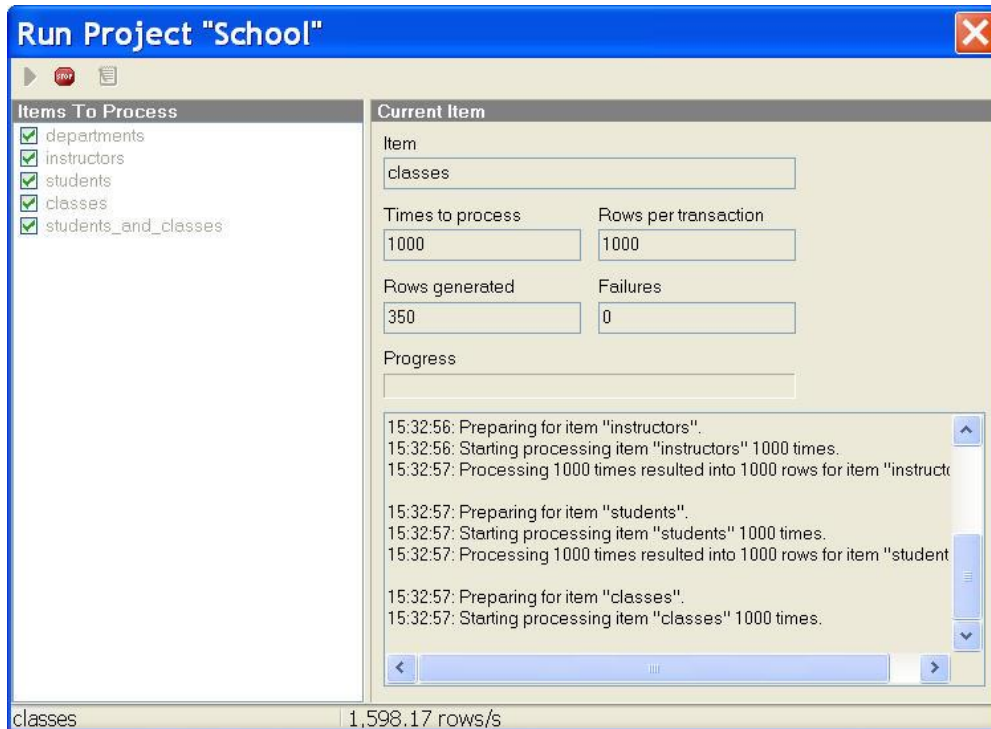 Run Project "School"
STOP
Items To Process
departments
instructors
students
classes
students_and_classes
Current Item
Item
classes
Times to process
Rows per transaction
1000
1000
Rows generated
Failures
350
0
Progress
15:32:56: Preparing for item "instructors".
15:32:56: Starting processing item "instructors" 1000 times.
15:32:57: Processing 1000 times resulted into 1000 rows for item "instructo
15:32:57: Preparing for item "students".
15:32:57: Starting processing item "students" 1000 times.
15:32:57: Processing 1000 times resulted into 1000 rows for item "student
15:32:57: Preparing for item "classes".
15:32:57: Starting processing item "classes" 1000 times.
classes
1,598.17 rows/s